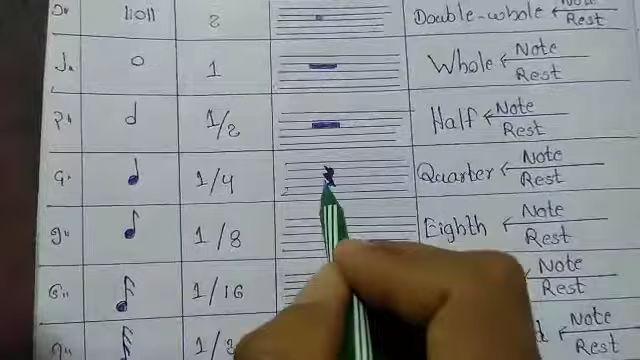 2
Double-whole
Note
Rest
1
Whole
Note
Rest
1/2
Half
Note
Rest
1/4
Quarter
Note
Rest
1/8
Eighth
Note
Rest
1/16
Note
Rest
Note
Rest